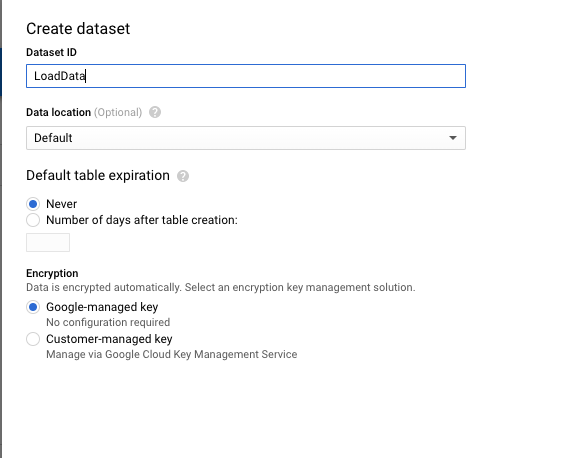 Create dataset
Dataset ID
LoadData
Data location (Optional) ?
Default
Default table expiration ?
Never
Number of days after table creation:
Encryption
Data is encrypted automatically. Select an encryption key management solution.
Google-managed key
No configuration required
Customer-managed key
Manage via Google Cloud Key Management Service